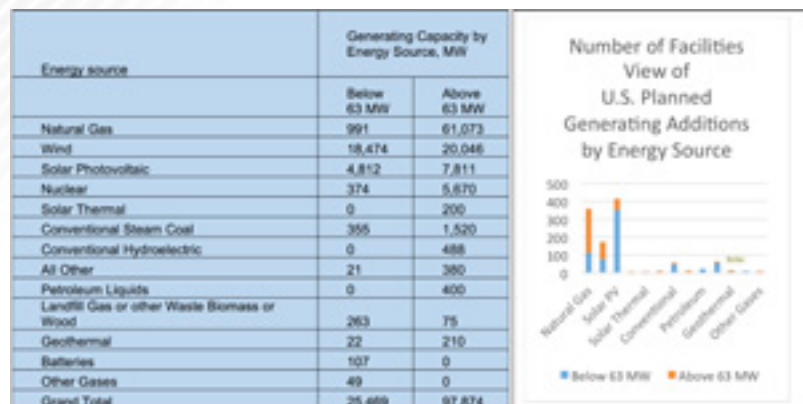 Generating Capacity by
Energy Source, MW
Energy source
Below
63 MW
Above
63 MW
Natural Gas 991 61,073
Wind 18,474 20,046
Solar Photovoltaic 4,812 7,811
Nuclear 374 5,670
Solar Thermal 0 200
Conventional Steam Coal 355 1,520
Conventional Hydroelectric 0 488
All Other 21 380
Petroleum Liquids 0 400
Landfill Gas or other Waste Biomass or
Wood 263 75
Geothermal 22 210
Batteries 107 0
Other Gases 49 0
Grand Total 25,469 97,874
Number of Facilities
View of
U.S. Planned
Generating Additions
by Energy Source
500
400
300
200
100
0
Natural Gas
Solar PV
Solar Thermal
Conventional
Petroleum
Geothermal
Other Gases
Below 63 MW Above 63 MW